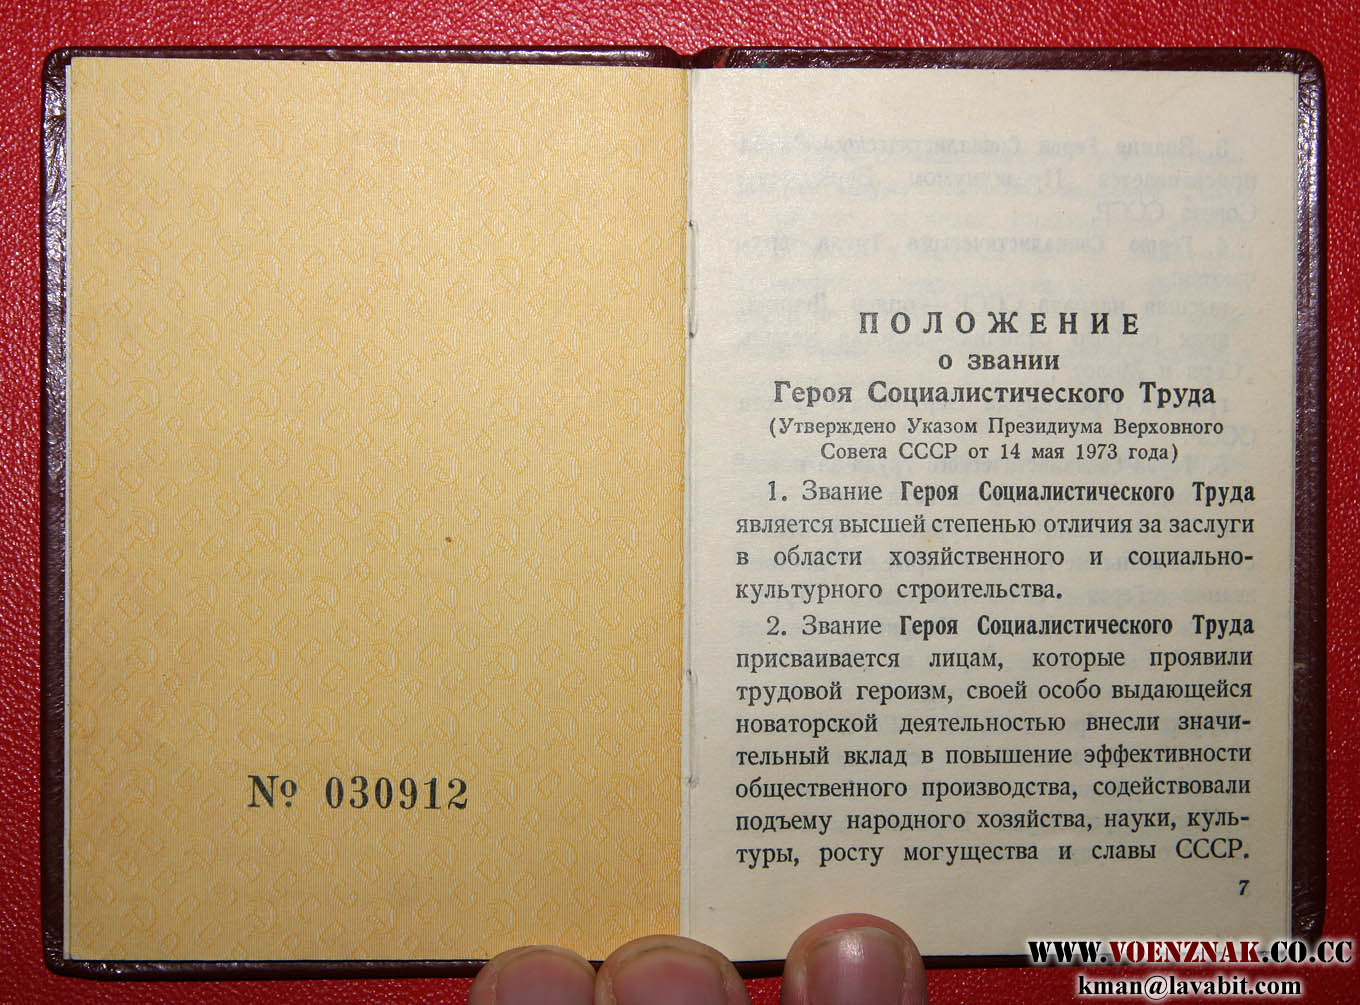 № 030912
ПОЛОЖЕНИЕ
о звании
Героя Социалистического Труда
(Утверждено Указом Президиума Верховного
Совета СССР от 14 мая 1973 года)
1. Звание Героя Социалистического Труда
является высшей степенью отличия за заслуги
в области хозяйственного и социально-
культурного строительства.
2. Звание Героя Социалистического Труда
присваивается лицам, которые проявили
трудовой героизм, своей особо выдающейся
новаторской деятельностью внесли значи-
тельный вклад в повышение эффективности
общественного производства, содействовали
подъему народного хозяйства, науки, куль-
туры, росту могущества и славы СССР.
7
WWW.VOENZNAK.CO.CC
kman@lavabit.com